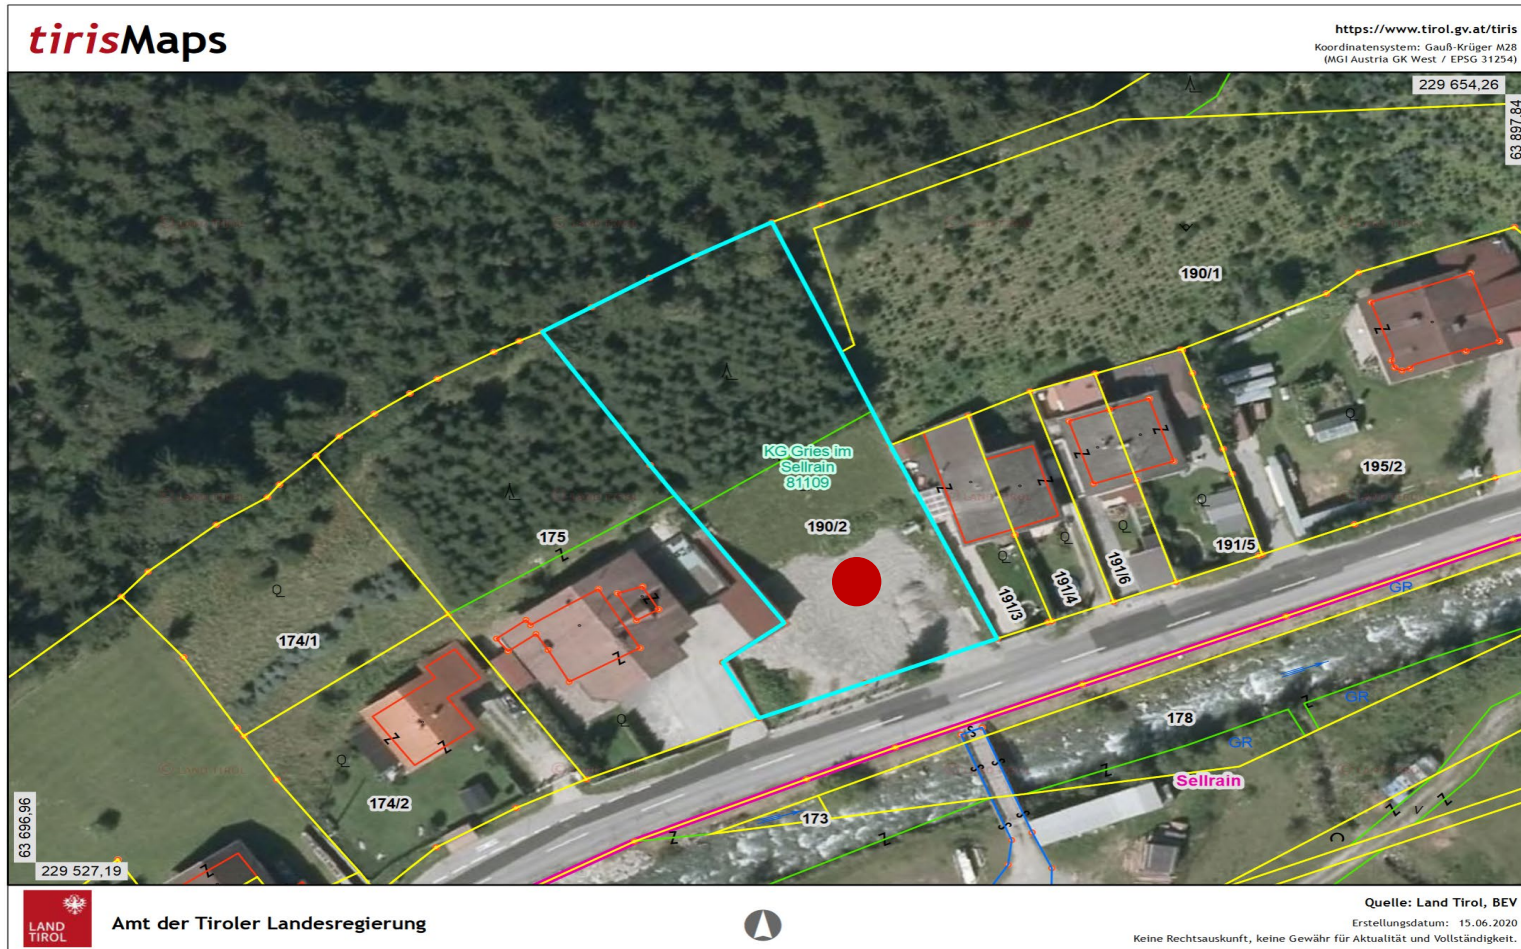 tirisMaps
https://www.tirol.gv.at/tiris
Koordinatensystem: Gauß-Krüger M28
(MGI Austria GK West / EPSG 31254)
229 654,26
63 897,84
190/1
KG Gries im
Sellrain
81109
190/2
195/2
175
191/5
191/6
191/4
191/3
174/1
GR
GR
178
GR
Sellrain
174/2
173
63 696,96
229 527,19
LAND
TIROL
Amt der Tiroler Landesregierung
Quelle: Land Tirol, BEV
Erstellungsdatum: 15.06.2020
Keine Rechtsauskunft, keine Gewähr für Aktualität und Vollständigkeit.